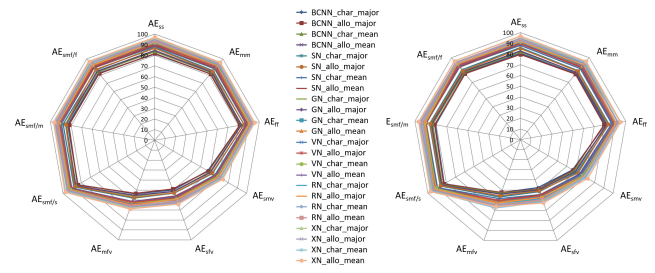 AEss
100
90
80
70
60
50
40
30
20
10
0
AEmm
AEff
AEsmv
AEsfv
AEmfv
AEsmf/s
AEsmf/m
AEsmf/f
BCNN_char_major
BCNN_allo_major
BCNN_char_mean
BCNN_allo_mean
SN_char_major
SN_allo_major
SN_char_mean
SN_allo_mean
GN_char_major
GN_allo_major
GN_char_mean
GN_allo_mean
VN_char_major
VN_allo_major
VN_char_mean
VN_allo_mean
RN_char_major
RN_allo_major
RN_char_mean
RN_allo_mean
XN_char_major
XN_allo_major
XN_char_mean
XN_allo_mean
AEss
100
90
80
70
60
50
40
30
20
10
0
AEmm
AEff
AEsmv
AEsfv
AEmfv
AEsmf/s
Esmf/m
AEsmf/f